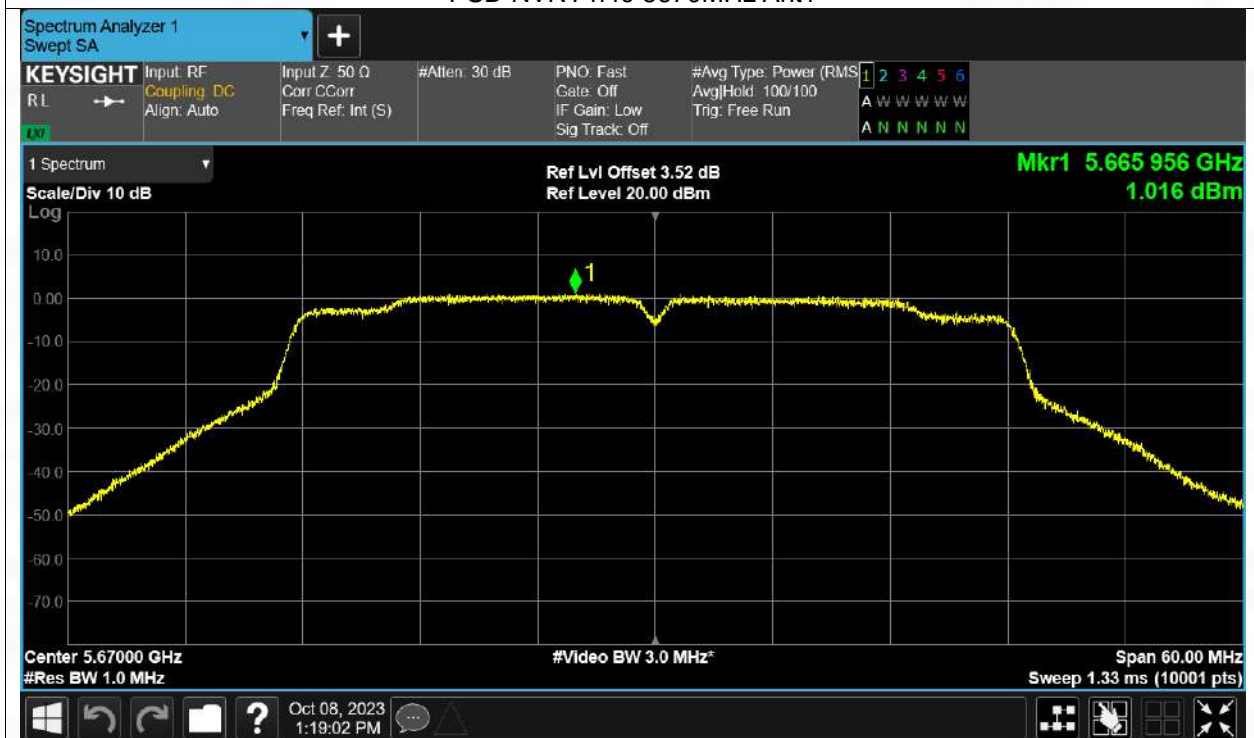 Spectrum Analyzer 1
Swept SA
+
KEYSIGHT Input: RF Input Z: 50 Ω #Atten: 30 dB PNO: Fast #Avg Type: Power (RMS 1 2 3 4 5 6
RL Coupling: DC Corr CCorr Gate: Off Avg|Hold: 100/100 A W W W W W
Align: Auto Freq Ref: Int (S) IF Gain: Low Trig: Free Run
LXI Sig Track: Off A N N N N N
1 Spectrum Ref Lvl Offset 3.52 dB Mkr1 5.665 956 GHz
Scale/Div 10 dB Ref Level 20.00 dBm 1.016 dBm
Log
10.0
1
0.00
-10.0
-20.0
-30.0
-40.0
-50.0
-60.0
-70.0
Center 5.67000 GHz #Video BW 3.0 MHz* Span 60.00 MHz
#Res BW 1.0 MHz Sweep 1.33 ms (10001 pts)
? Oct 08, 2023
1:19:02 PM